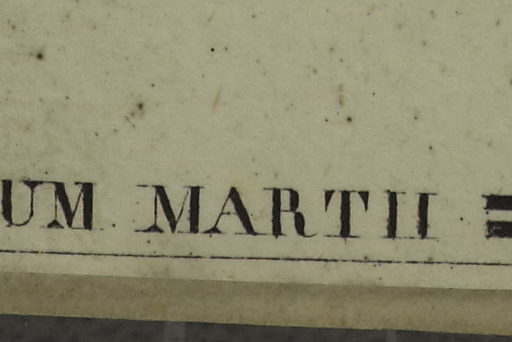 UM MARTII =